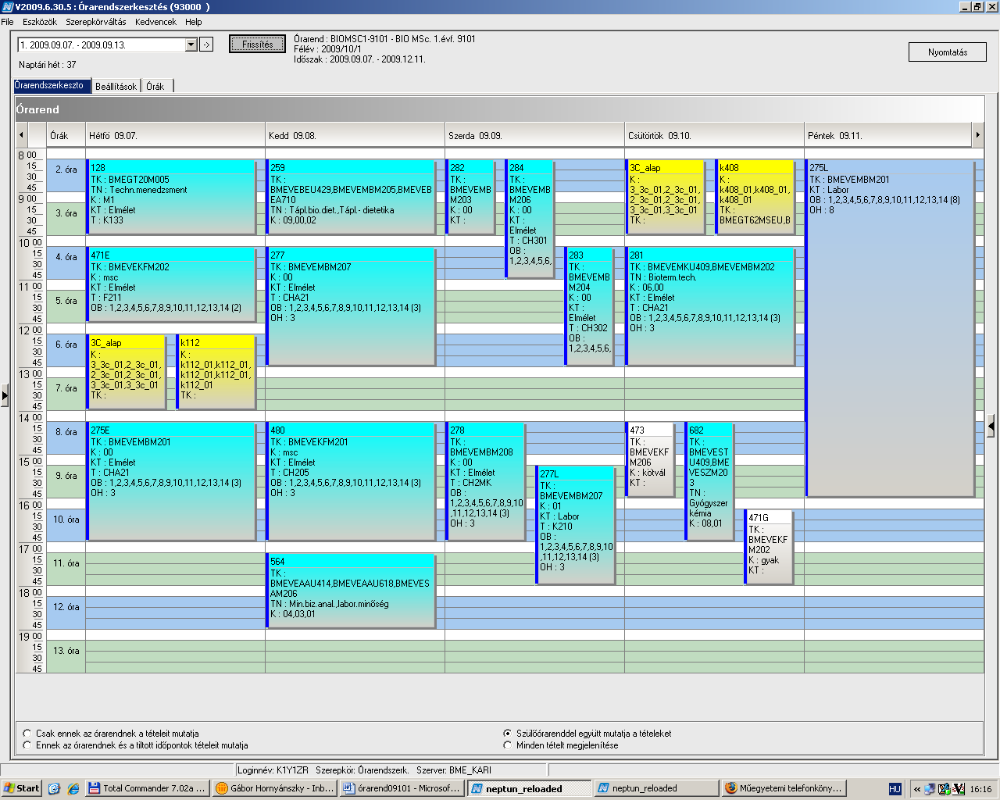 V2009.6.30.5 : Órarendszerkesztés (93000  )
File Eszközök Szerepkörváltás Kedvencek Help
1. 2009.09.07. - 2009.09.13.
->
Frissítés
Órarend : BIOMSC1-9101 - BIO MSc. 1.évf. 9101
Félév : 2009/10/1
Időszak : 2009.09.07. - 2009.12.11.
Nyomtatás
Naptári hét : 37
Órarendszerkeszto Beállítások Órák
Órarend
Órák Hétfő 09.07. Kedd 09.08. Szerda 09.09. Csütörtök 09.10. Péntek 09.11.
8 00
15
30
45
9 00
15
30
45
10 00
15
30
45
11 00
15
30
45
12 00
15
30
45
13 00
15
30
45
14 00
15
30
45
15 00
15
30
45
16 00
15
30
45
17 00
15
30
45
18 00
15
30
45
19 00
15
30
45
2. óra
3. óra
4. óra
5. óra
6. óra
7. óra
8. óra
9. óra
10. óra
11. óra
12. óra
13. óra
128
TK : BMEGT20M005
TN : Techn.menedzsment
K : M1
KT : Elmélet
T : K133
471E
TK : BMEVEKFM202
K : msc
KT : Elmélet
T : F211
OB : 1,2,3,4,5,6,7,8,9,10,11,12,13,14 (2)
3C_alap
K :
3_3c_01,2_3c_01,
2_3c_01,2_3c_01,
3_3c_01,3_3c_01
TK :
k112
K :
k112_01,k112_01,
k112_01,k112_01,
k112_01
TK :
275E
TK : BMEVEMBM201
K : 00
KT : Elmélet
T : CHA21
OB : 1,2,3,4,5,6,7,8,9,10,11,12,13,14 (3)
OH : 3
259
TK :
BMEVEBEU429,BMEVEMBM205,BMEVEB
EA710
TN : Tápl.bio.diet.,Tápl.- dietetika
K : 09,00,02
277
TK : BMEVEMBM207
K : 00
KT : Elmélet
T : CHA21
OB : 1,2,3,4,5,6,7,8,9,10,11,12,13,14 (3)
OH : 3
480
TK : BMEVEKFM201
K : msc
KT : Elmélet
T : CH205
OB : 1,2,3,4,5,6,7,8,9,10,11,12,13,14 (3)
OH : 3
564
TK :
BMEVEAAU414,BMEVEAAU618,BMEVES
AM206
TN : Min.biz.anal.,labor.minőség
K : 04,03,01
282
TK :
BMEVEMB
M203
K : 00
KT :
284
TK :
BMEVEMB
M206
K : 00
KT :
Elmélet
T : CH301
OB :
1,2,3,4,5,6,
283
TK :
BMEVEMB
M204
K : 00
KT :
Elmélet
T : CH302
OB :
1,2,3,4,5,6,
278
TK :
BMEVEMBM208
K : 00
KT : Elmélet
T : CH2MK
OB :
1,2,3,4,5,6,7,8,9,10
,11,12,13,14 (3)
OH : 3
277L
TK :
BMEVEMBM207
K : 01
KT : Labor
T : K210
OB :
1,2,3,4,5,6,7,8,9,10
,11,12,13,14 (3)
OH : 3
3C_alap
K :
3_3c_01,2_3c_01,
2_3c_01,2_3c_01,
3_3c_01,3_3c_01
TK :
k408
K :
k408_01,k408_01,
k408_01
TK :
BMEGT62MSEU,B
281
TK : BMEVEMKU409,BMEVEMBM202
TN : Bioterm.tech.
K : 06,00
KT : Elmélet
T : CHA21
OB : 1,2,3,4,5,6,7,8,9,10,11,12,13,14 (3)
OH : 3
473
TK :
BMEVEKF
M206
K : kötvál
KT :
682
TK :
BMEVEST
U409,BME
VESZM20
3
TN :
Gyógyszer
kémia
K : 08,01
471G
TK :
BMEVEKF
M202
K : gyak
KT :
275L
TK : BMEVEMBM201
KT : Labor
OB : 1,2,3,4,5,6,7,8,9,10,11,12,13,14 (8)
OH : 8
Csak ennek az órarendnek a tételeit mutatja
Ennek az órarendnek és a tiltott időpontok tételeit mutatja
Szülőórarenddel együtt mutatja a tételeket
Minden tételt megjelenítése
Loginnév: K1Y1ZR Szerepkör: Órarendszerk. Szerver: BME_KARI
Start Total Commander 7.02a ... Gábor Hornyánszky - Inb... órarend09101 - Microsof... neptun_reloaded neptun_reloaded Műegyetemi telefonköny... HU « 16:16